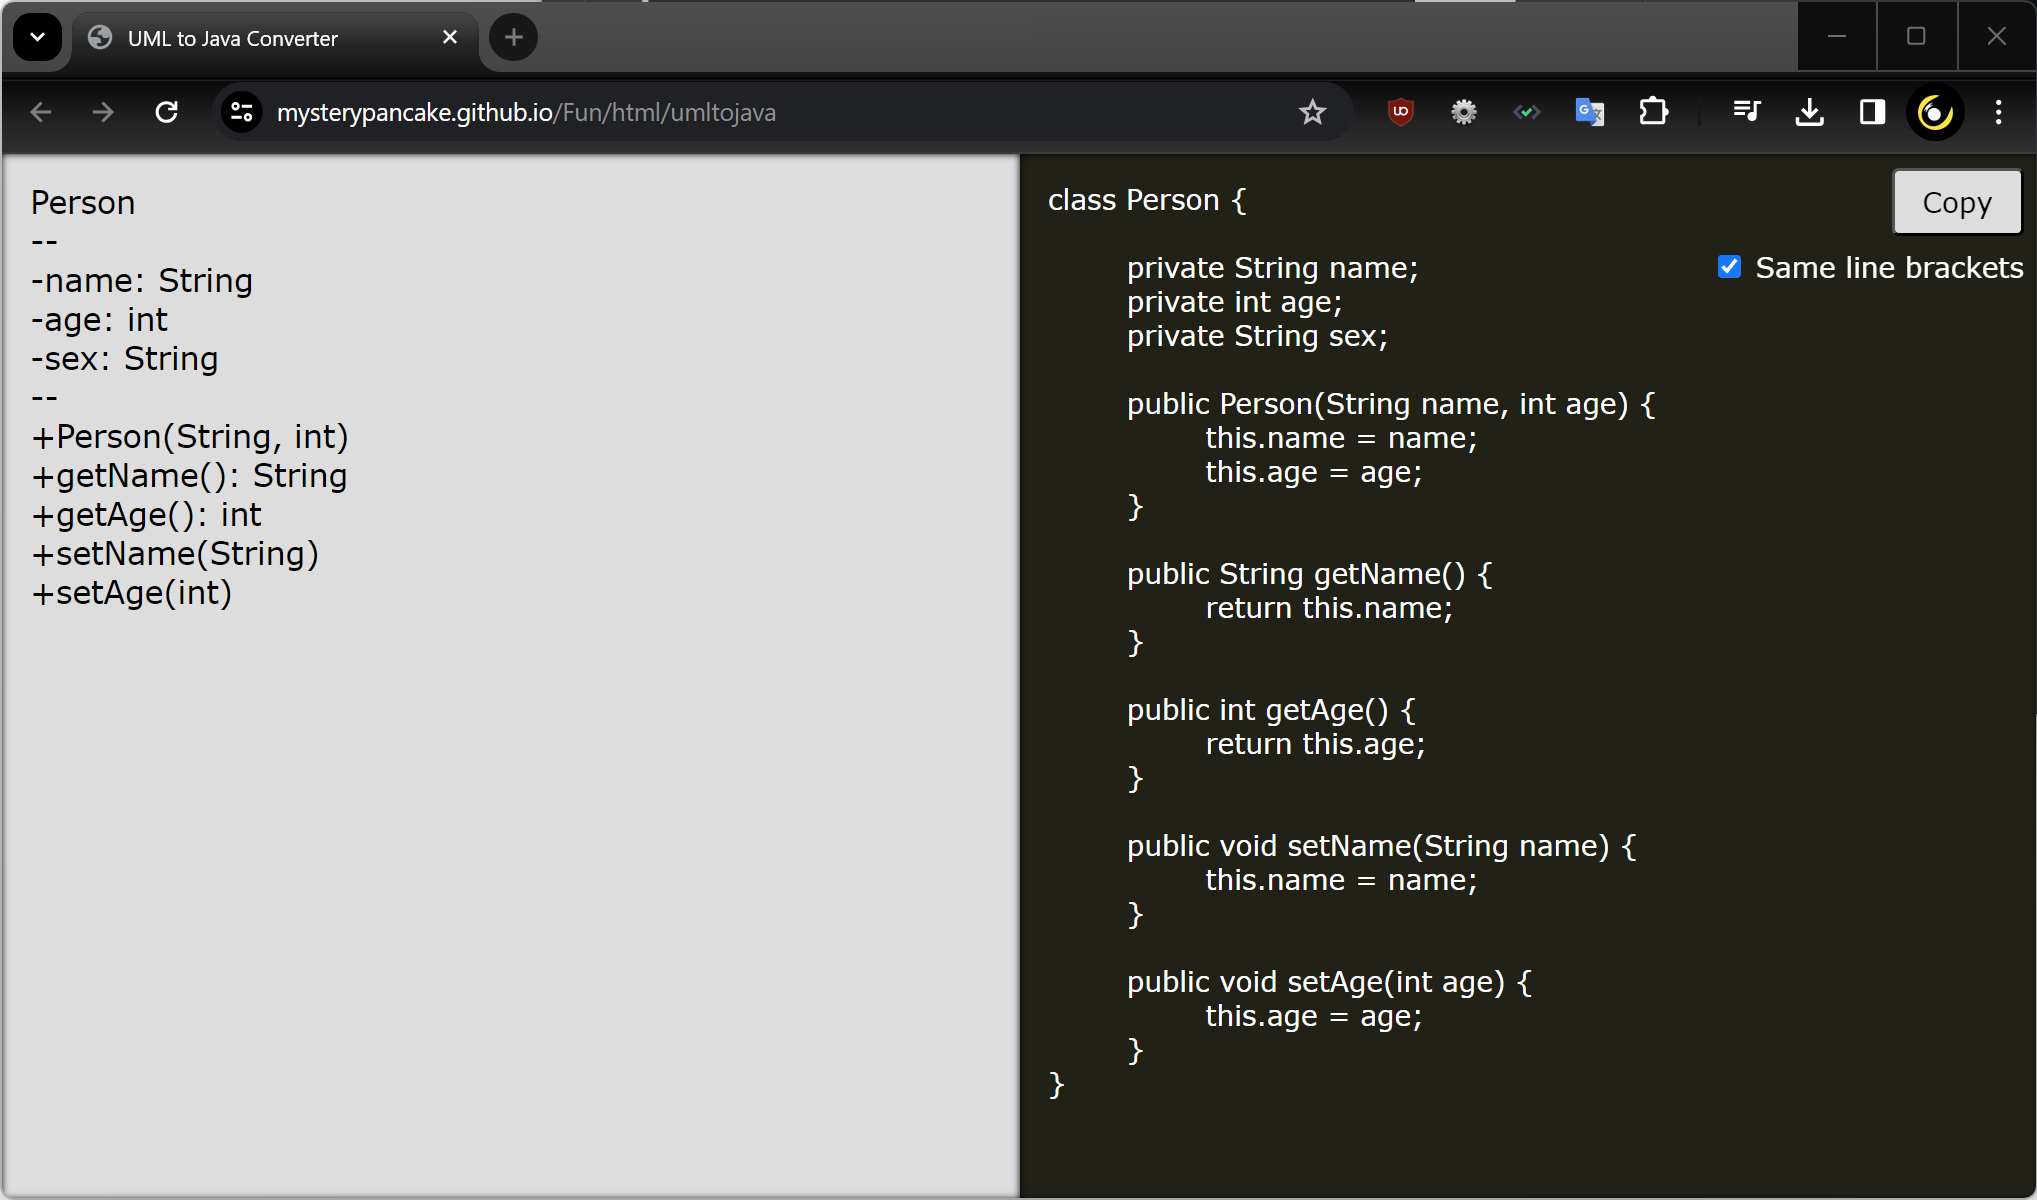 UML to Java Converter
mysterypancake.github.io/Fun/html/umltojava
Person
--
-name: String
-age: int
-sex: String
--
+Person(String, int)
+getName(): String
+getAge(): int
+setName(String)
+setAge(int)
Copy
Same line brackets
class Person {
private String name;
private int age;
private String sex;
public Person(String name, int age) {
this.name = name;
this.age = age;
}
public String getName() {
return this.name;
}
public int getAge() {
return this.age;
}
public void setName(String name) {
this.name = name;
}
public void setAge(int age) {
this.age = age;
}
}